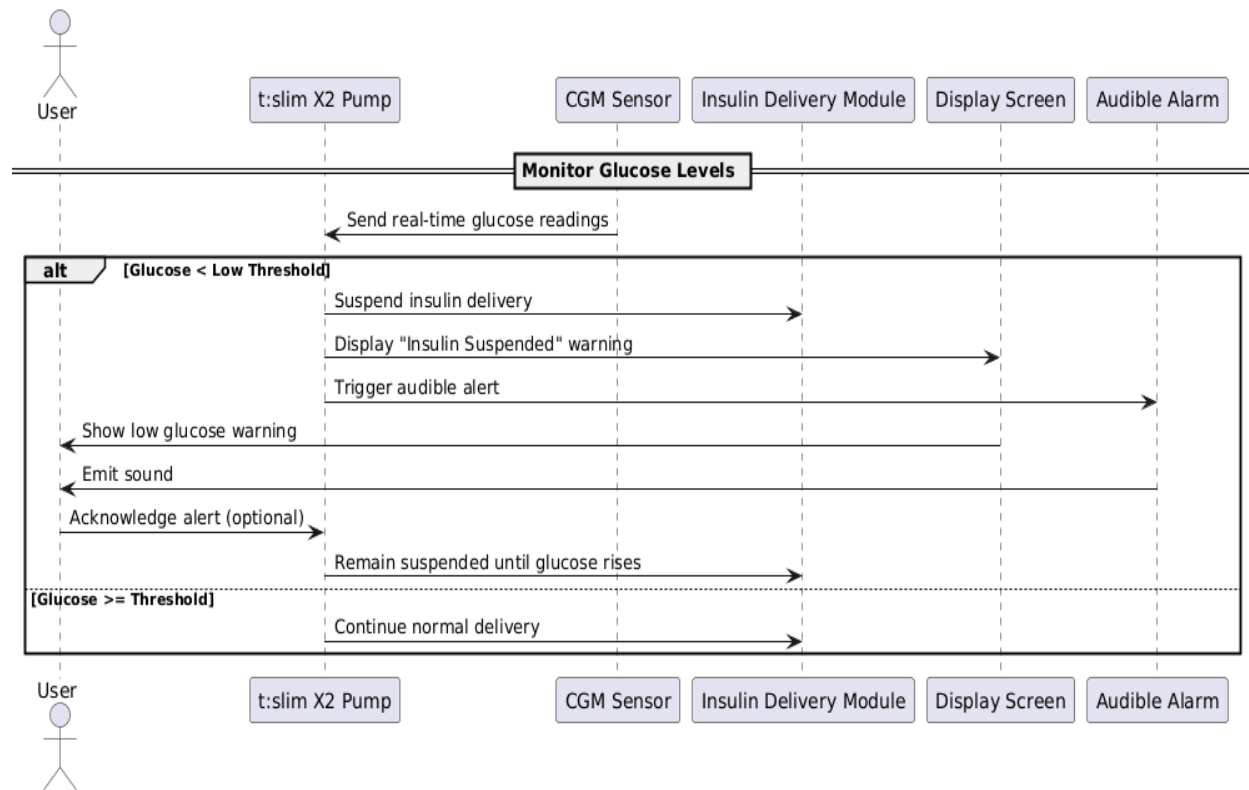 User
t:slim X2 Pump
CGM Sensor
Insulin Delivery Module
Display Screen
Audible Alarm
Monitor Glucose Levels
Send real-time glucose readings
alt [Glucose < Low Threshold]
Suspend insulin delivery
Display "Insulin Suspended" warning
Trigger audible alert
Show low glucose warning
Emit sound
Acknowledge alert (optional)
Remain suspended until glucose rises
[Glucose >= Threshold]
Continue normal delivery
User
t:slim X2 Pump
CGM Sensor
Insulin Delivery Module
Display Screen
Audible Alarm